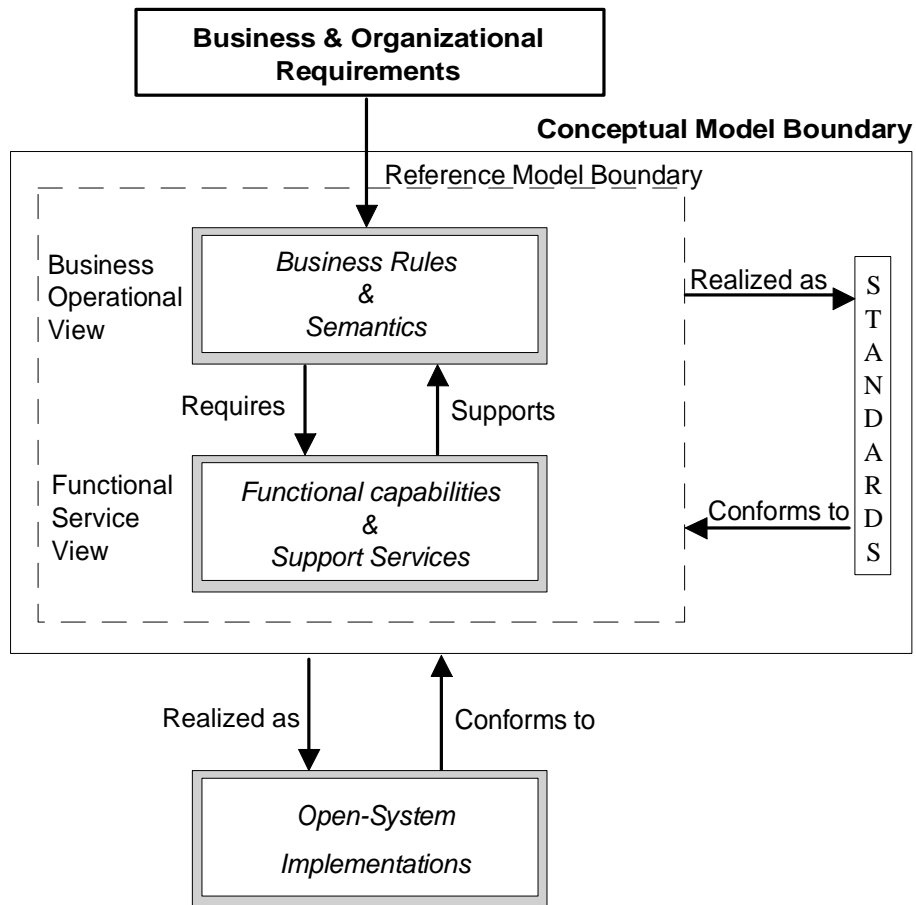 Business & Organizational
Requirements
Conceptual Model Boundary
Reference Model Boundary
Business
Operational
View
Business Rules
&
Semantics
Realized as
STANDARDS
Requires
Supports
Functional
Service
View
Functional capabilities
&
Support Services
Conforms to
Realized as
Conforms to
Open-System
Implementations